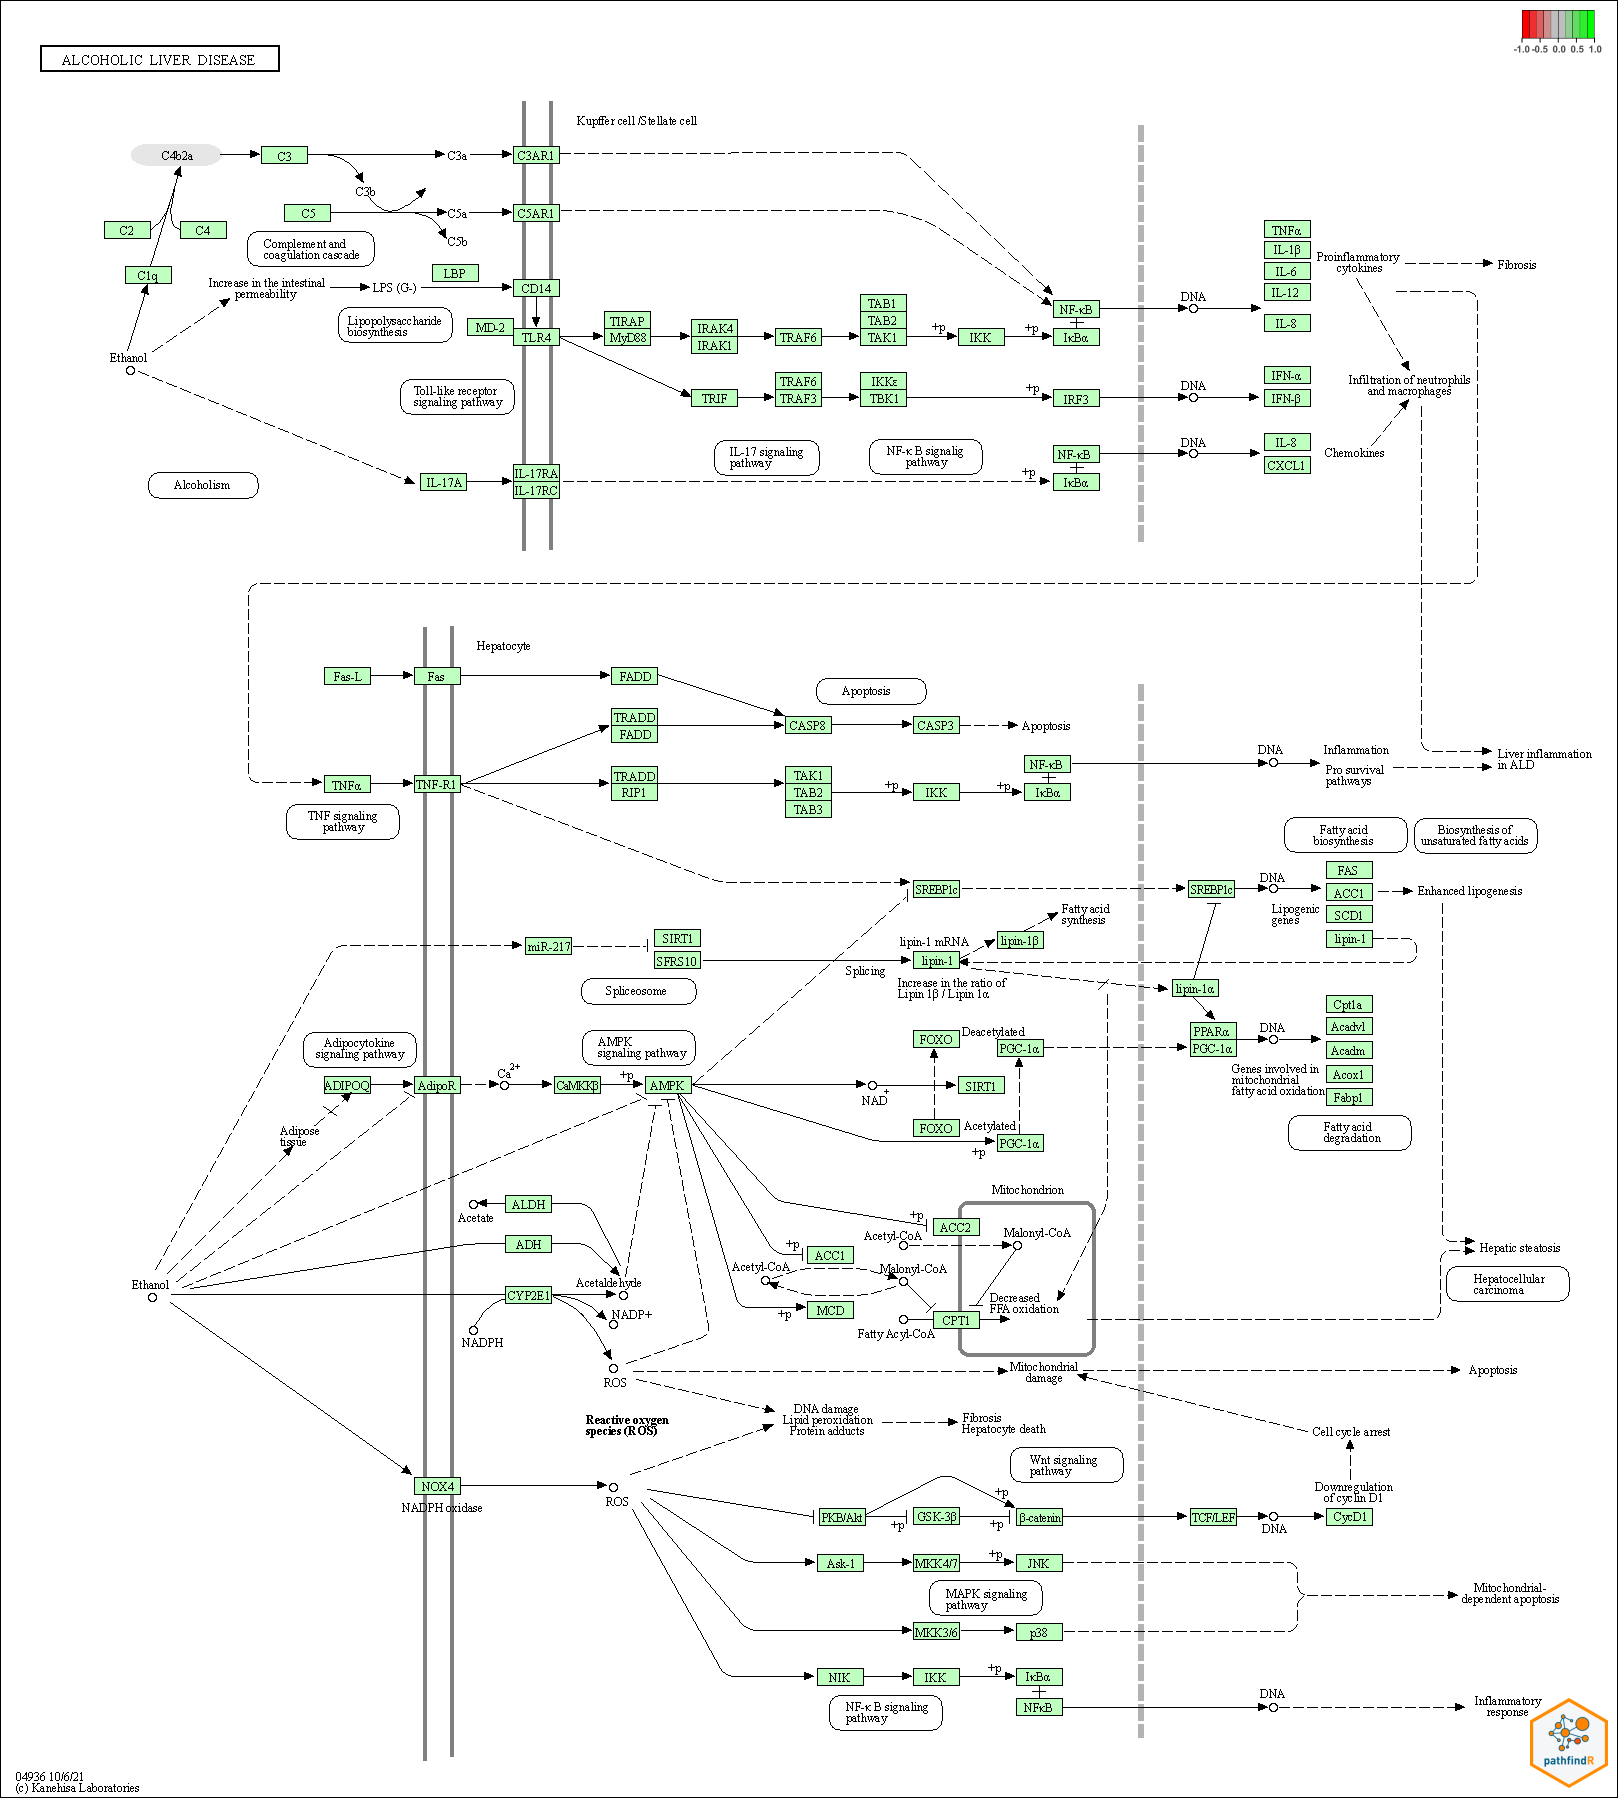 -1.0 -0.5 0.0 0.5 1.0
ALCOHOLIC LIVER DISEASE
Kupffer cell /Stellate cell
C4b2a
C3
C3a
C3AR1
C3b
C5
C5a
C5AR1
C5b
C2
C4
Complement and
coagulation cascade
C1q
LBP
Increase in the intestinal
permeability
LPS (G-)
CD14
Lipopolysaccharide
biosynthesis
MD-2
TLR4
TIRAP
MyD88
IRAK4
IRAK1
TRAF6
TAB1
TAB2
TAK1
+p
IKK
+p
NF-κB
IκBα
DNA
TNFα
IL-1β
IL-6
IL-12
IL-8
Proinflammatory
cytokines
Fibrosis
Ethanol
Toll-like receptor
signaling pathway
TRIF
TRAF6
TRAF3
IKKε
TBK1
+p
IRF3
DNA
IFN-α
IFN-β
Infiltration of neutrophils
and macrophages
IL-17 signaling
pathway
NF-κ B signalig
pathway
NF-κB
IκBα
DNA
IL-8
CXCL1
Chemokines
Alcoholism
IL-17A
IL-17RA
IL-17RC
+p
Hepatocyte
Fas-L
Fas
FADD
Apoptosis
TRADD
FADD
CASP8
CASP3
Apoptosis
TNFα
TNF-R1
TRADD
RIP1
TAK1
TAB2
TAB3
+p
IKK
+p
NF-κB
IκBα
DNA
Inflammation
Pro survival
pathways
Liver inflammation
in ALD
TNF signaling
pathway
Fatty acid
biosynthesis
Biosynthesis of
unsaturated fatty acids
SREBP1c
SREBP1c
DNA
FAS
ACC1
SCD1
lipin-1
Lipogenic
genes
Enhanced lipogenesis
Fatty acid
synthesis
miR-217
SIRT1
SFRS10
lipin-1 mRNA
lipin-1
lipin-1β
Splicing
Increase in the ratio of
Lipin 1β / Lipin 1α
lipin-1α
Spliceosome
Adipocytokine
signaling pathway
AMPK
signaling pathway
FOXO
Deacetylated
PGC-1α
PPARα
PGC-1α
DNA
Cpt1a
Acadvl
Acadm
Acox1
Fabp1
Genes involved in
mitochondrial
fatty acid oxidation
ADIPOQ
AdipoR
Ca2+
CaMKKβ
+p
AMPK
NAD+
SIRT1
FOXO
Acetylated
PGC-1α
+p
Fatty acid
degradation
Adipose
tissue
Mitochondrion
Acetate
ALDH
ADH
+p
ACC2
Acetyl-CoA
Malonyl-CoA
+p
ACC1
Acetyl-CoA
Malonyl-CoA
Hepatic steatosis
Hepatocellular
carcinoma
Ethanol
CYP2E1
Acetaldehyde
NADP+
NADPH
+p
MCD
Decreased
FFA oxidation
CPT1
Fatty Acyl-CoA
ROS
Mitochondrial
damage
Apoptosis
Reactive oxygen
species (ROS)
DNA damage
Lipid peroxidation
Protein adducts
Fibrosis
Hepatocyte death
Cell cycle arrest
Wnt signaling
pathway
NOX4
NADPH oxidase
ROS
Downregulation
of cyclin D1
PKB/Akt
+p
GSK-3β
+p
+p
β-catenin
TCF/LEF
DNA
CycD1
Ask-1
MKK4/7
+p
JNK
MAPK signaling
pathway
Mitochondrial-
dependent apoptosis
MKK3/6
p38
NIK
IKK
+p
IκBα
NFκB
DNA
Inflammatory
response
NF-κ B signaling
pathway
pathfindR
04936 10/6/21
(c) Kanehisa Laboratories